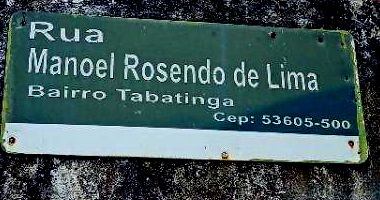 Rua
Manoel Rosendo de Lima
Bairro Tabatinga
Cep: 53605-500